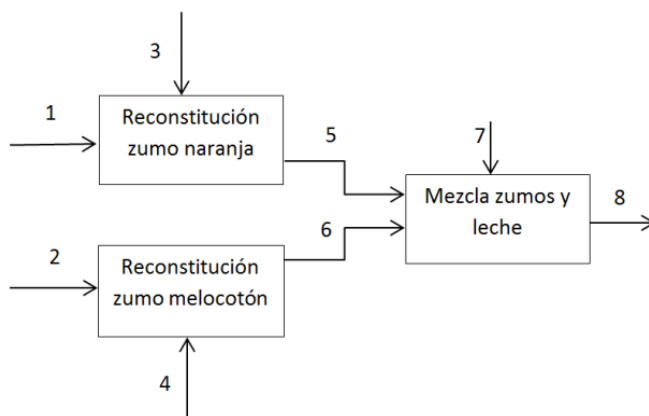 3
1
Reconstitución
zumo naranja
5
7
Mezcla zumos y
leche
8
2
6
Reconstitución
zumo melocotón
4